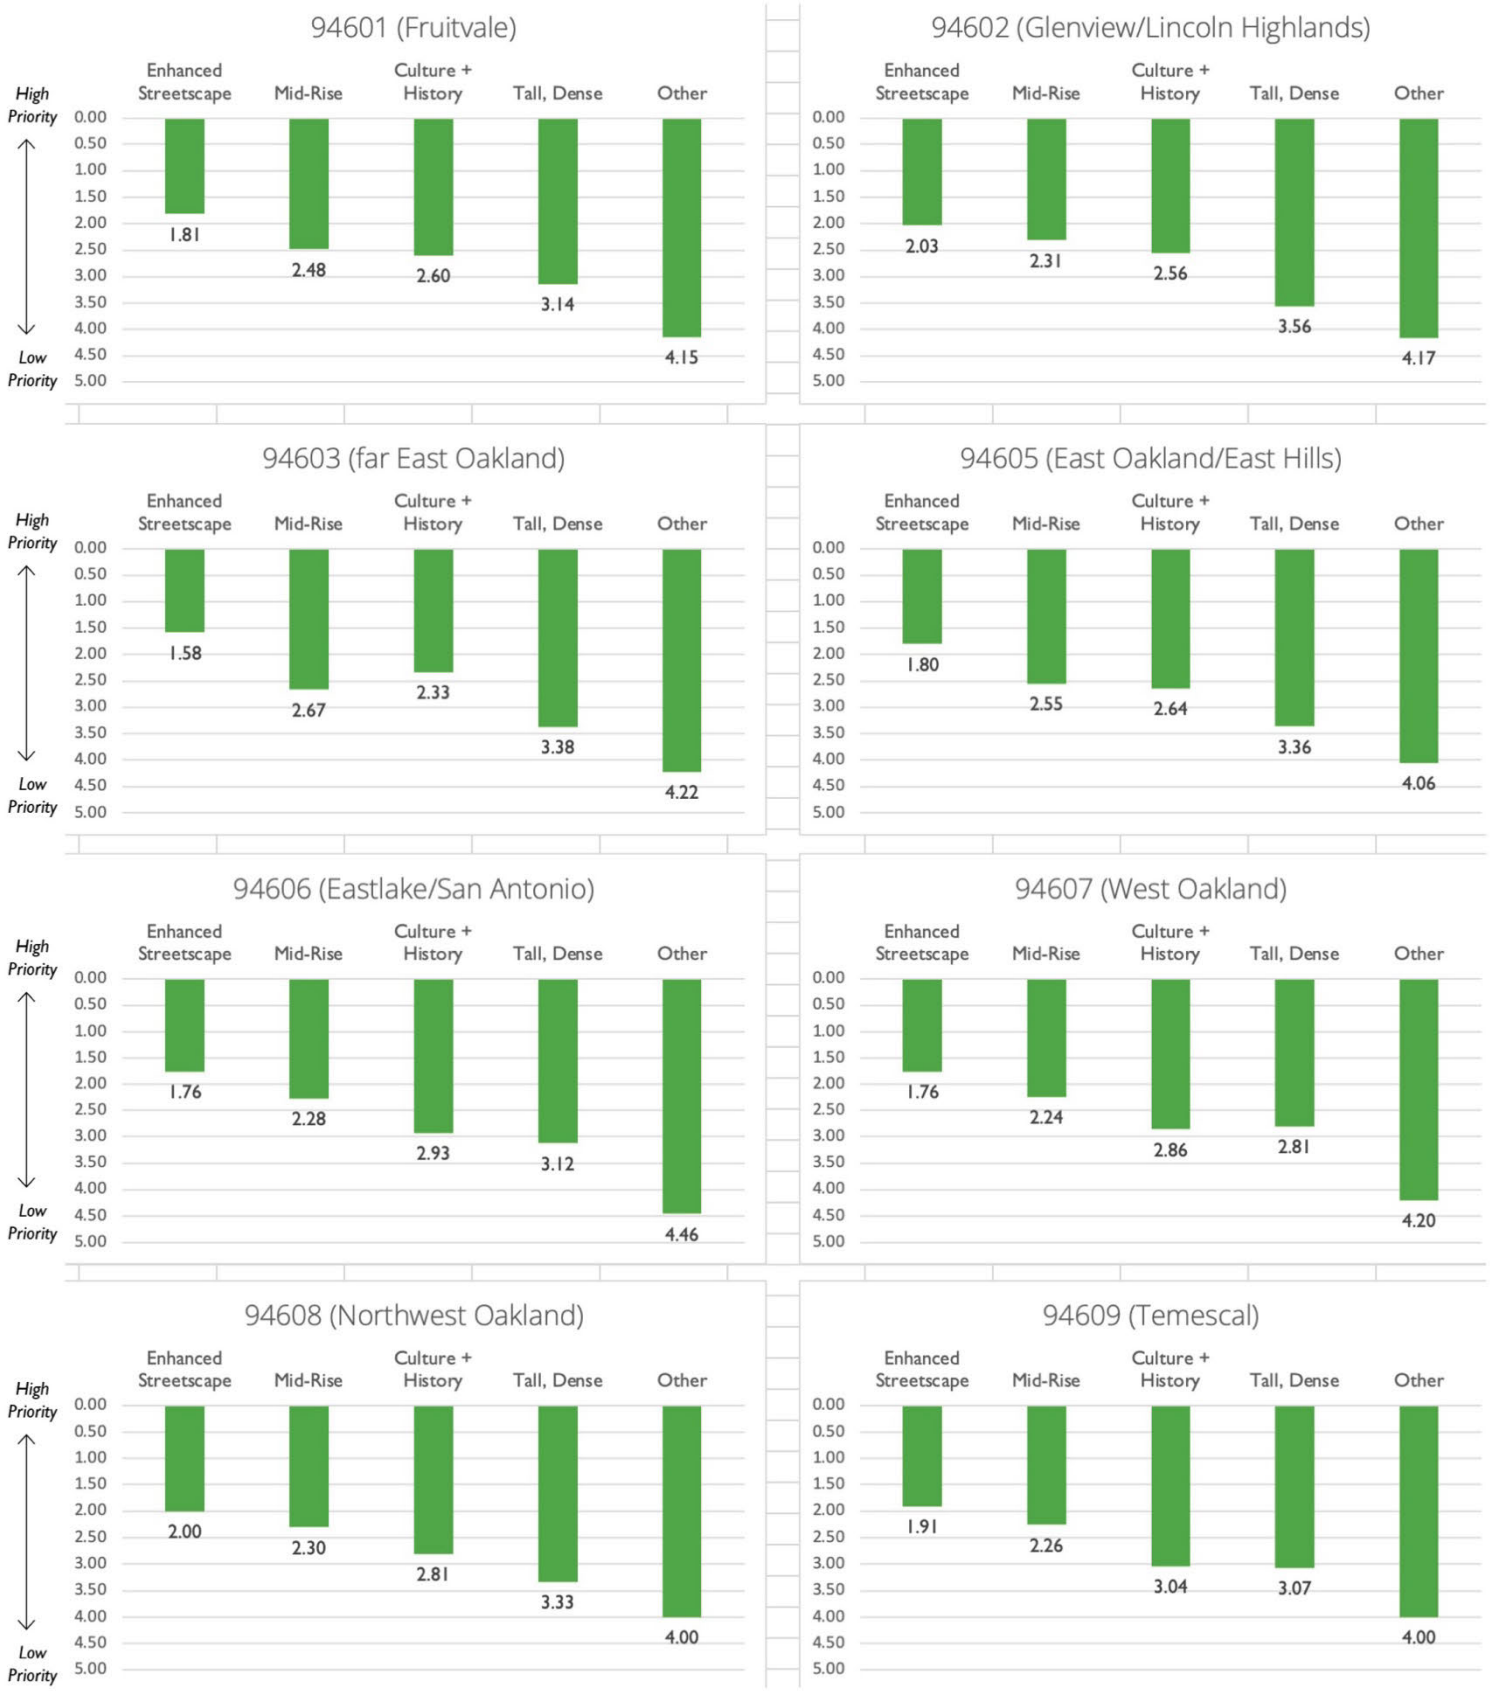 94601 (Fruitvale)
Enhanced Streetscape
Mid-Rise
Culture + History
Tall, Dense
Other
High Priority
Low Priority
0.00
0.50
1.00
1.50
2.00
2.50
3.00
3.50
4.00
4.50
5.00
1.81
2.48
2.60
3.14
4.15
94602 (Glenview/Lincoln Highlands)
Enhanced Streetscape
Mid-Rise
Culture + History
Tall, Dense
Other
0.00
0.50
1.00
1.50
2.00
2.50
3.00
3.50
4.00
4.50
5.00
2.03
2.31
2.56
3.56
4.17
94603 (far East Oakland)
Enhanced Streetscape
Mid-Rise
Culture + History
Tall, Dense
Other
High Priority
Low Priority
0.00
0.50
1.00
1.50
2.00
2.50
3.00
3.50
4.00
4.50
5.00
1.58
2.67
2.33
3.38
4.22
94605 (East Oakland/East Hills)
Enhanced Streetscape
Mid-Rise
Culture + History
Tall, Dense
Other
0.00
0.50
1.00
1.50
2.00
2.50
3.00
3.50
4.00
4.50
5.00
1.80
2.55
2.64
3.36
4.06
94606 (Eastlake/San Antonio)
Enhanced Streetscape
Mid-Rise
Culture + History
Tall, Dense
Other
High Priority
Low Priority
0.00
0.50
1.00
1.50
2.00
2.50
3.00
3.50
4.00
4.50
5.00
1.76
2.28
2.93
3.12
4.46
94607 (West Oakland)
Enhanced Streetscape
Mid-Rise
Culture + History
Tall, Dense
Other
0.00
0.50
1.00
1.50
2.00
2.50
3.00
3.50
4.00
4.50
5.00
1.76
2.24
2.86
2.81
4.20
94608 (Northwest Oakland)
Enhanced Streetscape
Mid-Rise
Culture + History
Tall, Dense
Other
High Priority
Low Priority
0.00
0.50
1.00
1.50
2.00
2.50
3.00
3.50
4.00
4.50
5.00
2.00
2.30
2.81
3.33
4.00
94609 (Temescal)
Enhanced Streetscape
Mid-Rise
Culture + History
Tall, Dense
Other
0.00
0.50
1.00
1.50
2.00
2.50
3.00
3.50
4.00
4.50
5.00
1.91
2.26
3.04
3.07
4.00